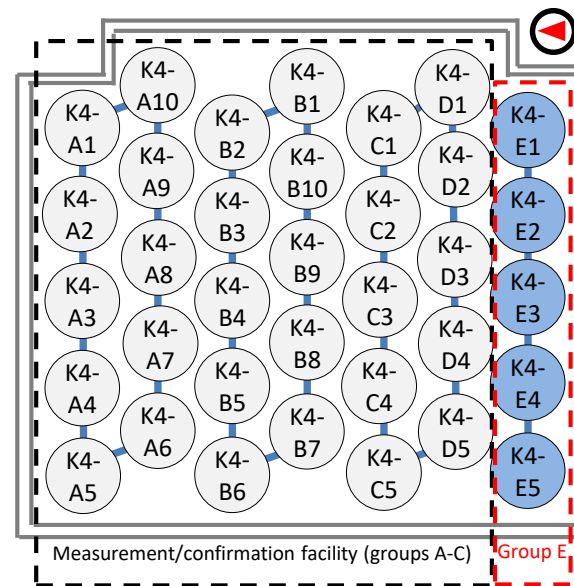 K4-
A1
K4-
A2
K4-
A3
K4-
A4
K4-
A5
K4-
A10
K4-
A9
K4-
A8
K4-
A7
K4-
A6
K4-
B2
K4-
B3
K4-
B4
K4-
B5
K4-
B6
K4-
B1
K4-
B10
K4-
B9
K4-
B8
K4-
B7
K4-
C1
K4-
C2
K4-
C3
K4-
C4
K4-
C5
K4-
D1
K4-
D2
K4-
D3
K4-
D4
K4-
D5
K4-
E1
K4-
E2
K4-
E3
K4-
E4
K4-
E5
Measurement/confirmation facility (groups A-C)
Group E